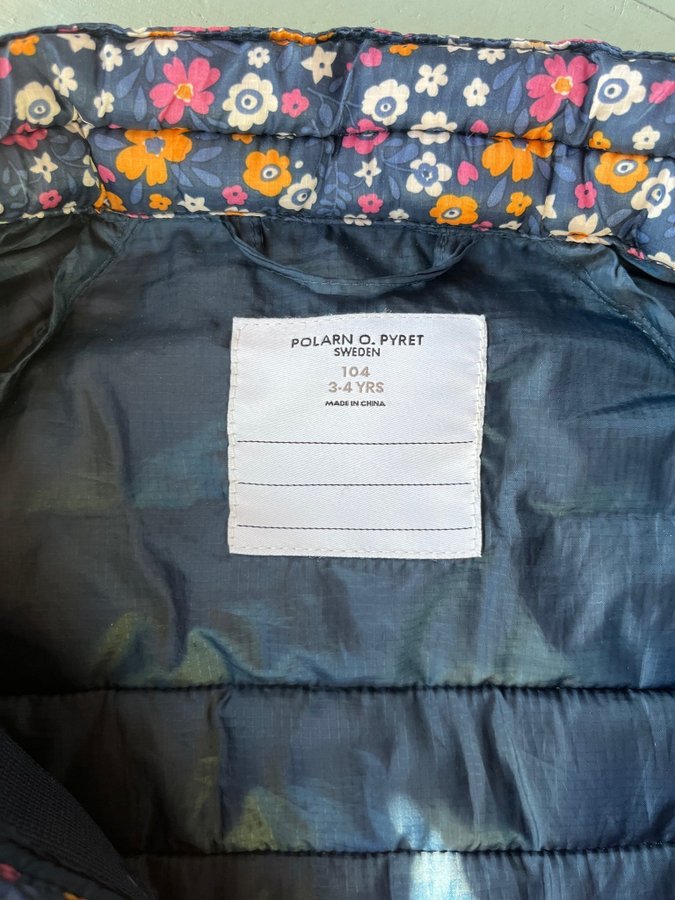 POLARN O. PYRET
SWEDEN
104
3-4 YRS
MADE IN CHINA